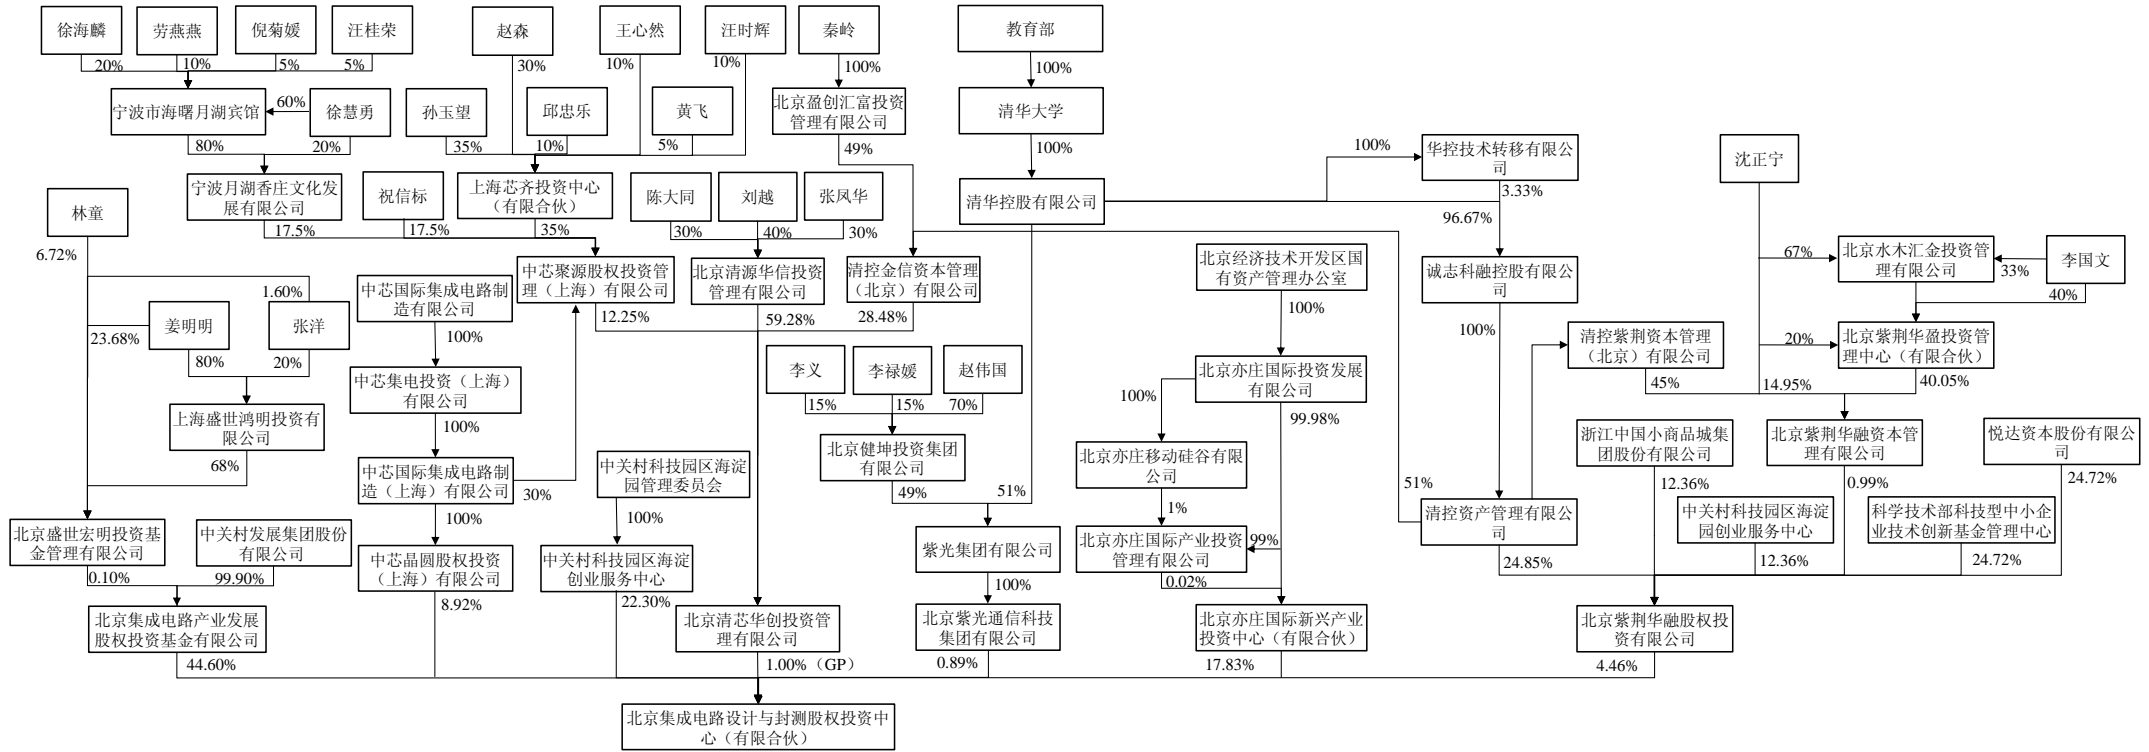 徐海麟
劳燕燕
倪菊媛
汪桂荣
赵森
王心然
汪时辉
秦岭
教育部
20%
10%
5%
5%
30%
10%
10%
100%
100%
宁波市海曙月湖宾馆
60%
徐慧勇
孙玉望
邱忠乐
黄飞
北京盈创汇富投资
管理有限公司
清华大学
80%
20%
35%
10%
5%
49%
100%
100%
华控技术转移有限公
司
沈正宁
宁波月湖香庄文化发
展有限公司
祝信标
上海芯齐投资中心
（有限合伙）
陈大同
刘越
张凤华
清华控股有限公司
3.33%
96.67%
林童
17.5%
17.5%
35%
30%
40%
30%
6.72%
中芯聚源股权投资管
理（上海）有限公司
北京清源华信投资
管理有限公司
清控金信资本管理
（北京）有限公司
北京经济技术开发区国
有资产管理办公室
诚志科融控股有限公
司
67%
北京水木汇金投资管
理有限公司
33%
李国文
1.60%
中芯国际集成电路制
造有限公司
12.25%
59.28%
28.48%
100%
40%
23.68%
姜明明
张洋
100%
100%
清控紫荆资本管理
（北京）有限公司
20%
北京紫荆华盈投资管
理中心（有限合伙）
80%
20%
中芯集电投资（上海）
有限公司
李义
李禄媛
赵伟国
北京亦庄国际投资发展
有限公司
45%
14.95%
40.05%
15%
15%
70%
100%
99.98%
上海盛世鸿明投资有
限公司
100%
北京健坤投资集团
有限公司
北京亦庄移动硅谷有限
公司
浙江中国小商品城集
团股份有限公司
北京紫荆华融资本管
理有限公司
悦达资本股份有限公
司
68%
中芯国际集成电路制
造（上海）有限公司
30%
中关村科技园区海淀
园管理委员会
49%
51%
51%
12.36%
0.99%
24.72%
1%
100%
100%
清控资产管理有限公
司
中关村科技园区海淀
园创业服务中心
科学技术部科技型中小企
业技术创新基金管理中心
北京盛世宏明投资基
金管理有限公司
中关村发展集团股份
有限公司
中芯晶圆股权投资
（上海）有限公司
中关村科技园区海淀
创业服务中心
紫光集团有限公司
北京亦庄国际产业投资
管理有限公司
99%
24.85%
12.36%
24.72%
0.10%
99.90%
8.92%
22.30%
100%
0.02%
北京集成电路产业发展
股权投资基金有限公司
北京清芯华创投资管
理有限公司
北京紫光通信科技
集团有限公司
北京亦庄国际新兴产业
投资中心（有限合伙）
北京紫荆华融股权投
资有限公司
44.60%
1.00%（GP）
0.89%
17.83%
4.46%
北京集成电路设计与封测股权投资中
心（有限合伙）